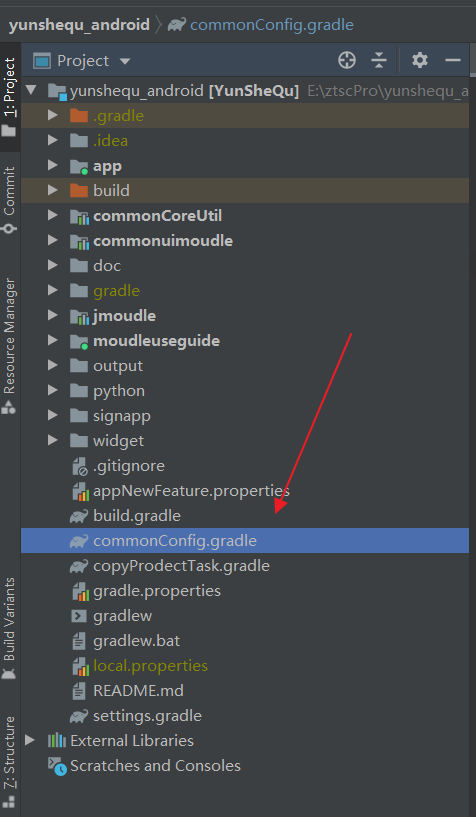 yunshequ_android commonConfig.gradle
Project
yunshequ_android [YunSheQu] E:\ztscPro\yunshequ_a
.gradle
.idea
app
build
commonCoreUtil
commonuimoudle
doc
gradle
jmoudle
moudleuseguide
output
python
signapp
widget
.gitignore
appNewFeature.properties
build.gradle
commonConfig.gradle
copyProdectTask.gradle
gradle.properties
gradlew
gradlew.bat
local.properties
README.md
settings.gradle
External Libraries
Scratches and Consoles
1: Project
Commit
Resource Manager
Build Variants
Z: Structure